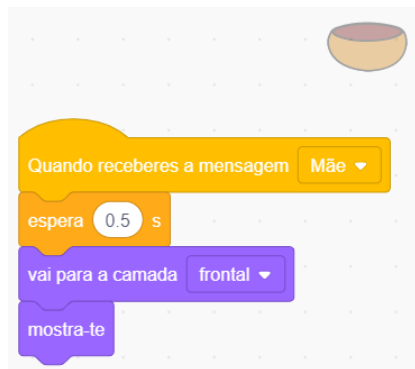 Quando receberes a mensagem Mãe
espera 0.5 s
vai para a camada frontal
mostra-te